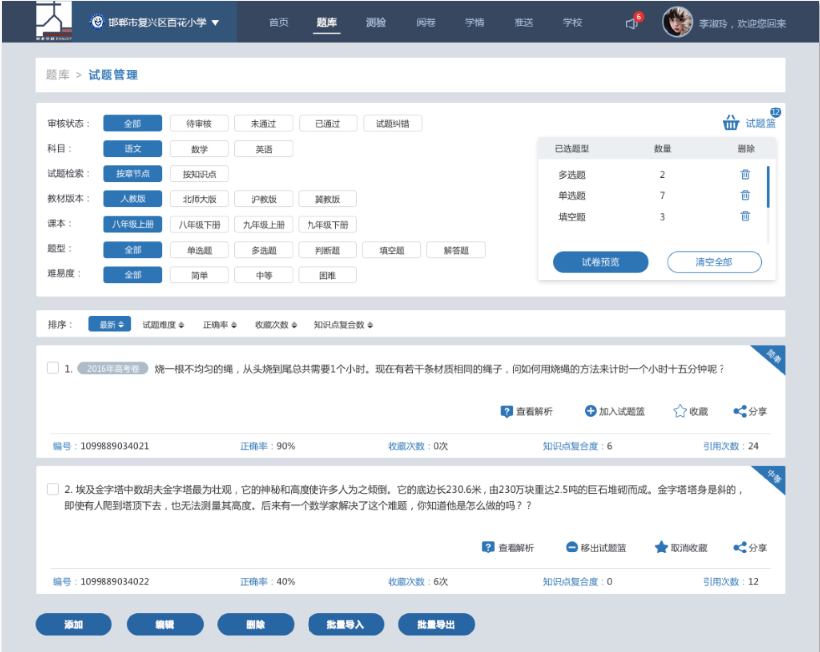 邯郸市复兴区百花小学 ▼ 首页 题库 测验 阅卷 学情 推送 学校 6 李淑玲，欢迎您回来
题库 > 试题管理
审核状态： 全部 待审核 未通过 已通过 试题纠错
12 试题篮
科目： 语文 数学 英语
试题检索： 按章节点 按知识点
教材版本： 人教版 北师大版 沪教版 冀教版
课本： 八年级上册 八年级下册 九年级上册 九年级下册
题型： 全部 单选题 多选题 判断题 填空题 解答题
难易度： 全部 简单 中等 困难
已选题型 数量 删除
多选题 2
单选题 7
填空题 3
试卷预览 清空全部
排序： 最新 试题难度 正确率 收藏次数 知识点复合数
简单
1. 2016年高考卷 烧一根不均匀的绳，从头烧到尾总共需要1个小时。现在有若干条材质相同的绳子，问如何用烧绳的方法来计时一个小时十五分钟呢？
查看解析 加入试题篮 收藏 分享
编号：1099889034021 正确率：90% 收藏次数：0次 知识点复合度：6 引用次数：24
中等
2. 埃及金字塔中数胡夫金字塔最为壮观，它的神秘和高度使许多人为之倾倒。它的底边长230.6米，由230万块重达2.5吨的巨石堆砌而成。金字塔塔身是斜的，
即使有人爬到塔顶下去，也无法测量其高度。后来有一个数学家解决了这个难题，你知道他是怎么做的吗？？
查看解析 移出试题篮 取消收藏 分享
编号：1099889034022 正确率：40% 收藏次数：6次 知识点复合度：0 引用次数：12
添加 编辑 删除 批量导入 批量导出